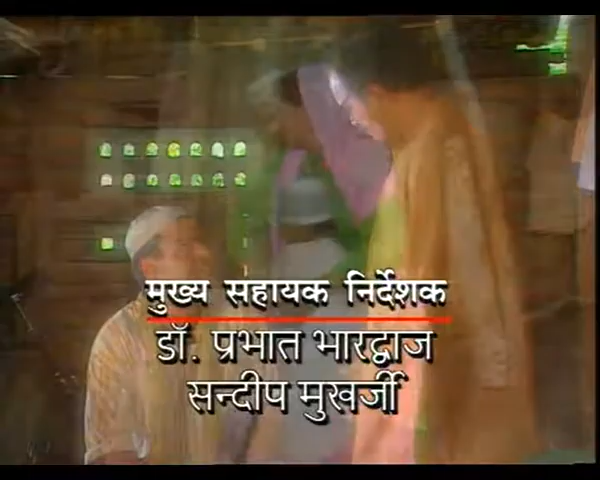 मुख्य सहायक निर्देशक
डॉ. प्रभात भारद्वाज
सन्दीप मुखर्जी